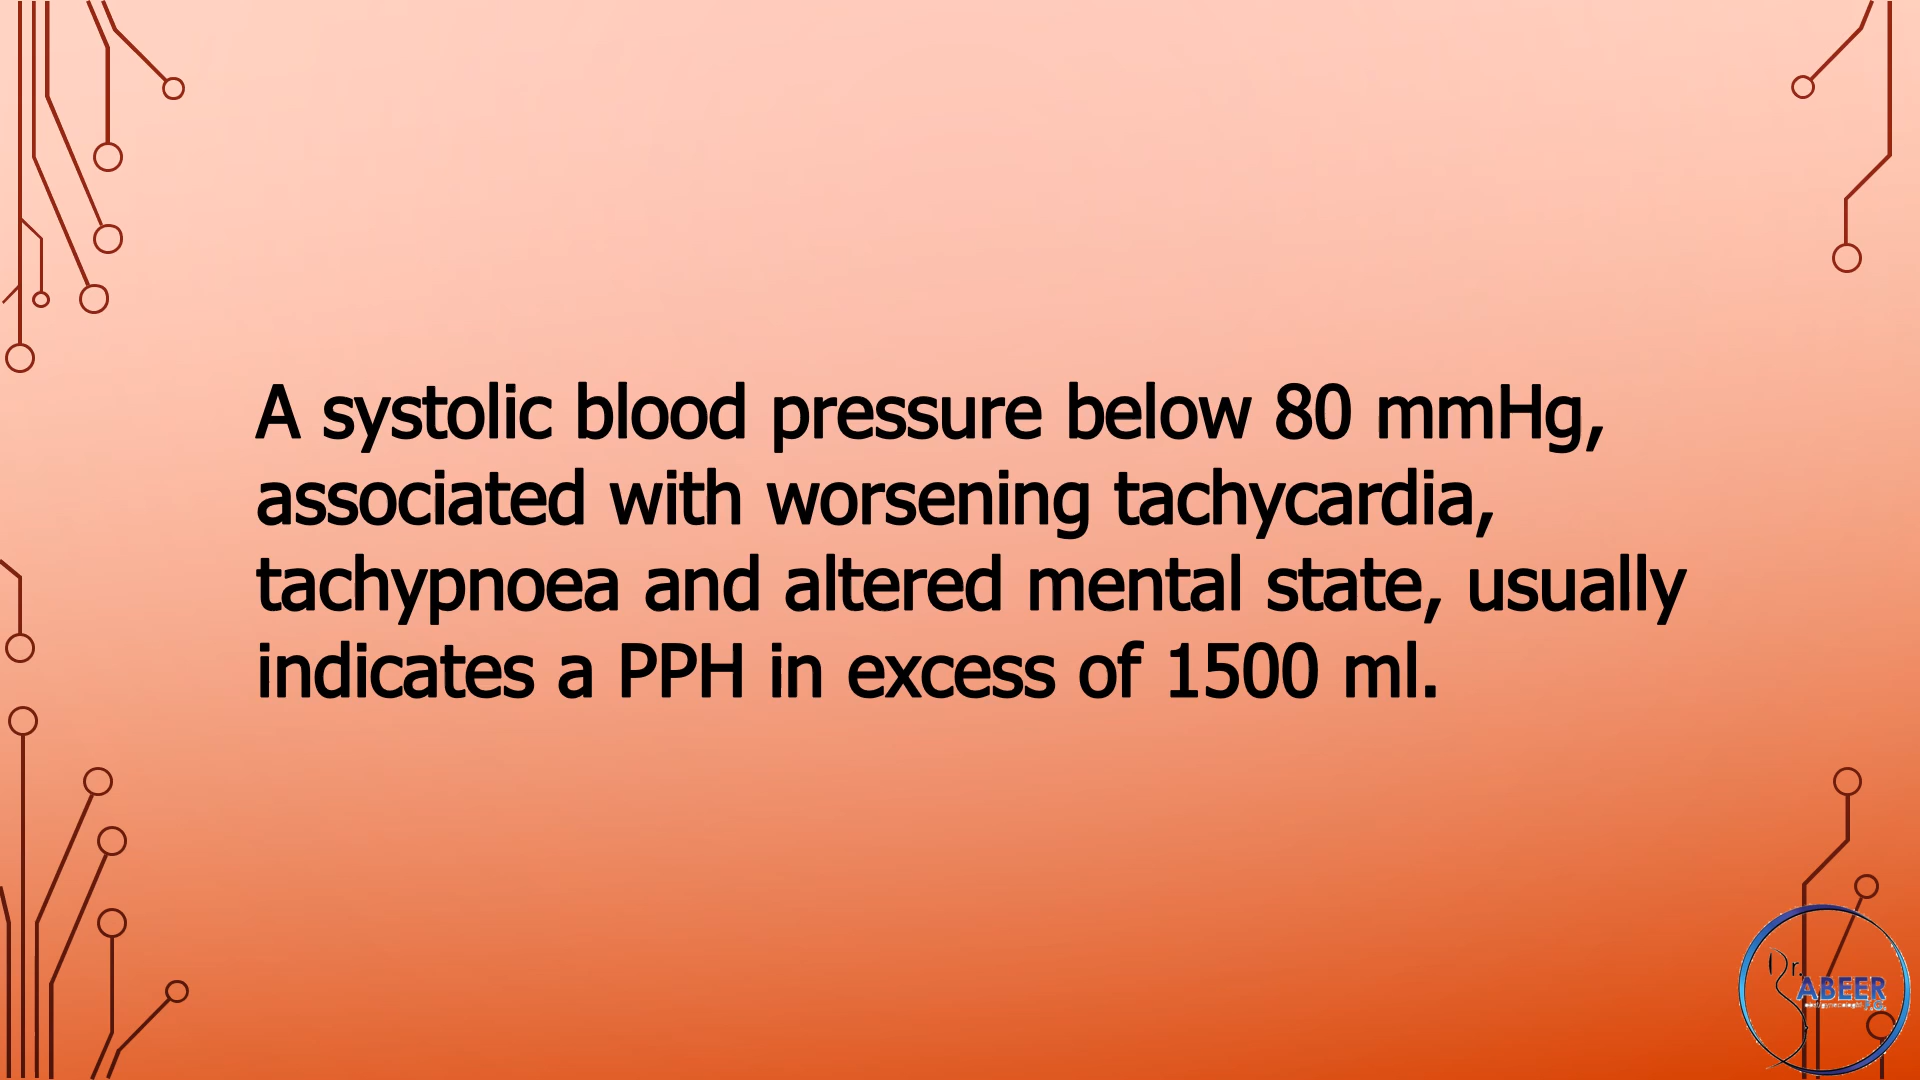 A systolic blood pressure below 80 mmHg,
associated with worsening tachycardia,
tachypnoea and altered mental state, usually
indicates a PPH in excess of 1500 ml.
Dr.
ABEER